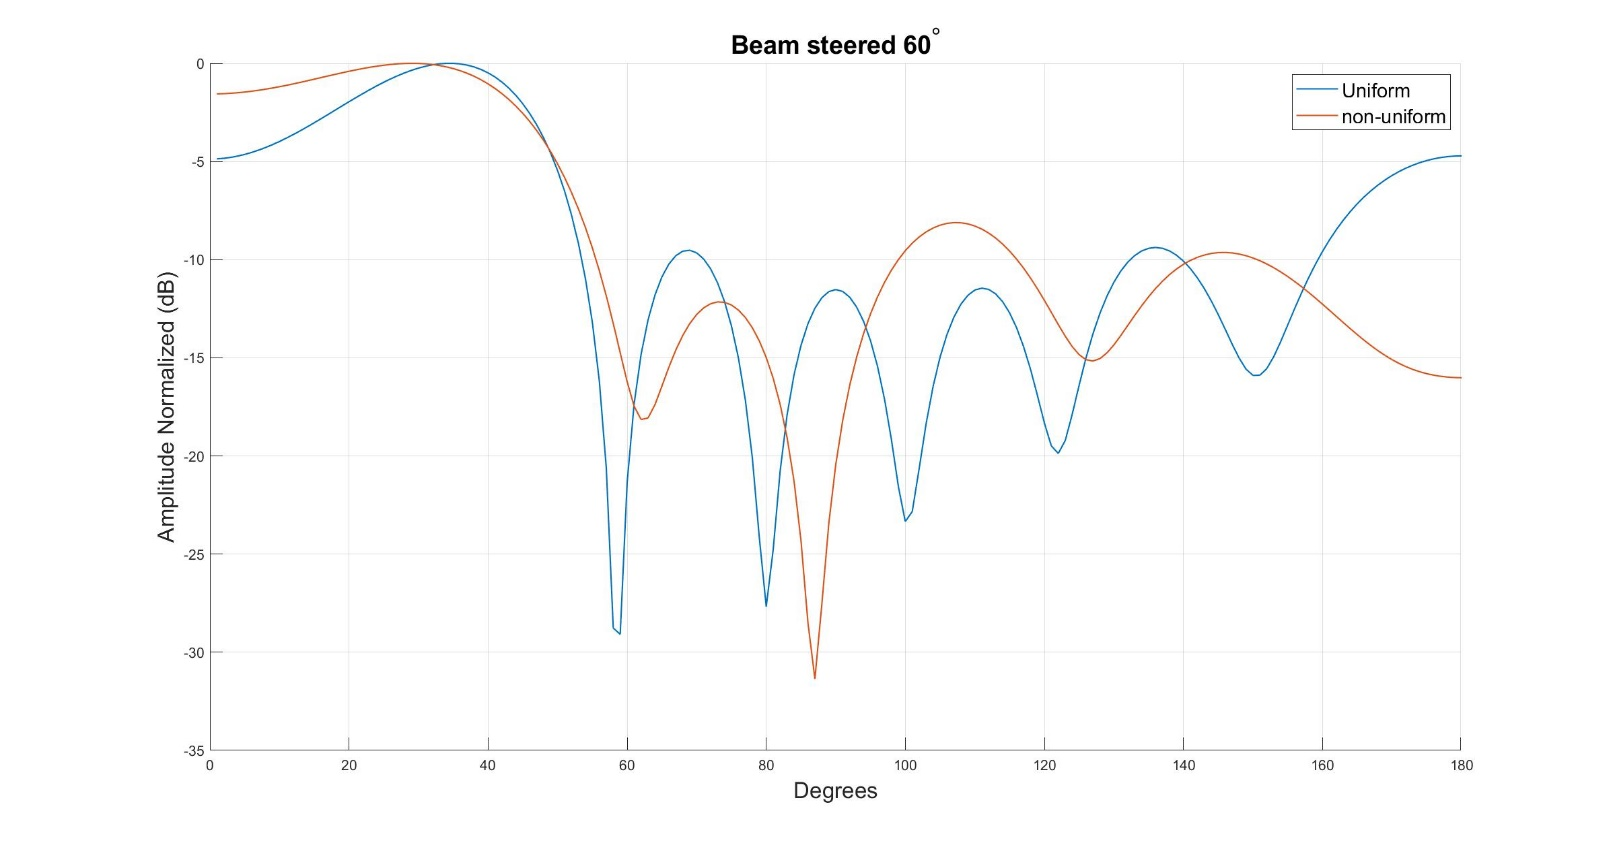 Beam steered 60°
Uniform
non-uniform
Amplitude Normalized (dB)
0
-5
-10
-15
-20
-25
-30
-35
0 20 40 60 80 100 120 140 160 180
Degrees